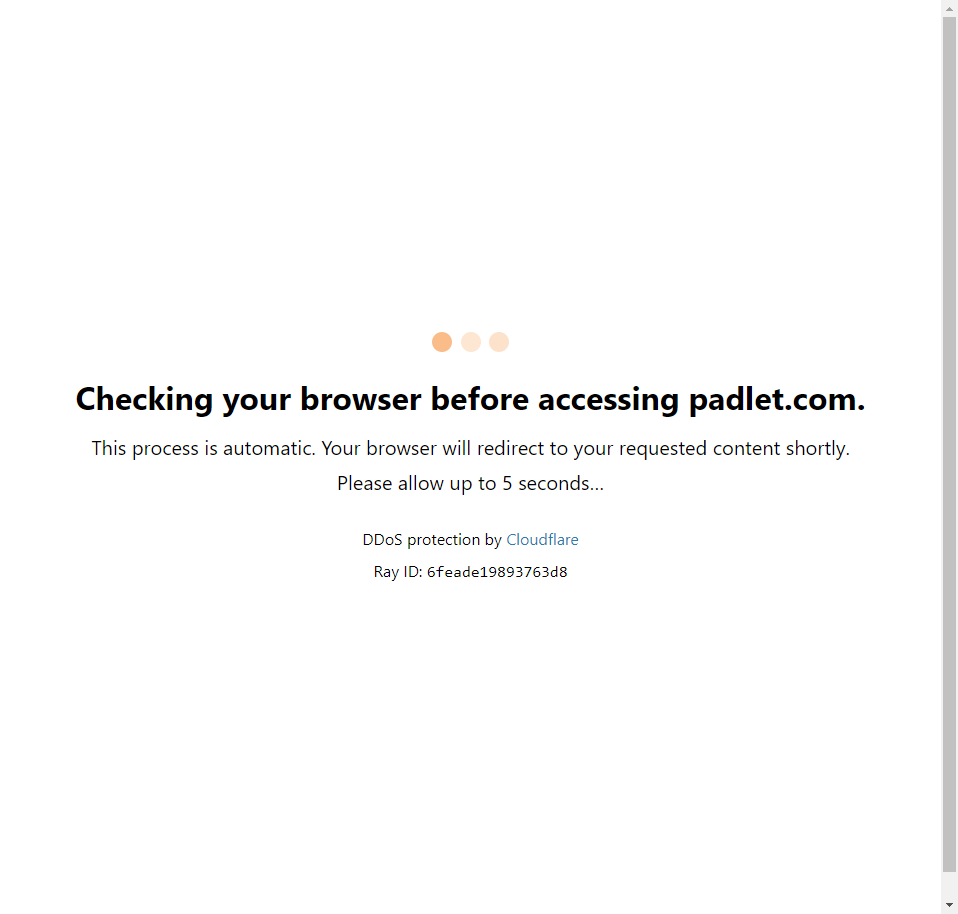 Checking your browser before accessing padlet.com.
This process is automatic. Your browser will redirect to your requested content shortly.
Please allow up to 5 seconds...
DDoS protection by Cloudflare
Ray ID: 6feade19893763d8